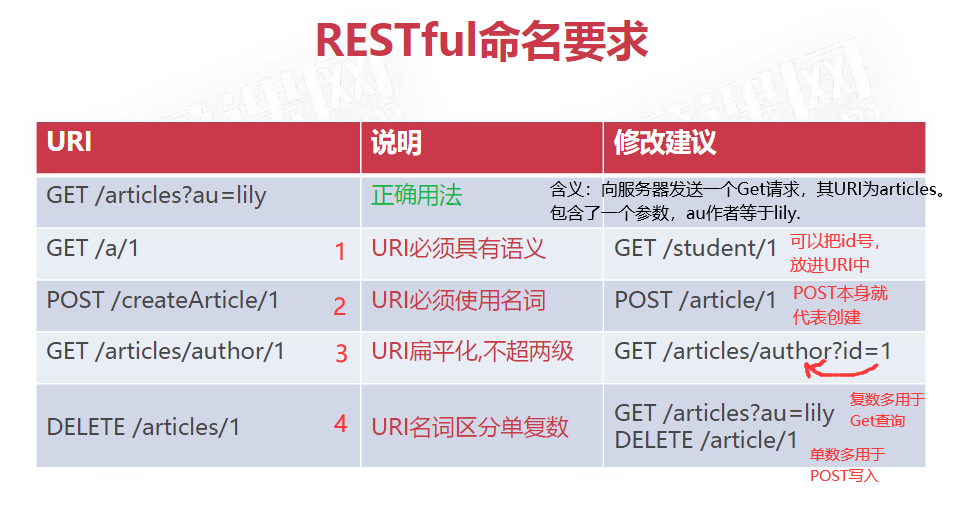 RESTful命名要求
URI 说明 修改建议
GET /articles?au=lily 正确用法 含义：向服务器发送一个Get请求，其URI为articles。
包含了一个参数，au作者等于lily.
GET /a/1 1 URI必须具有语义 GET /student/1 可以把id号，
放进URI中
POST /createArticle/1 2 URI必须使用名词 POST /article/1 POST本身就
代表创建
GET /articles/author/1 3 URI扁平化,不超两级 GET /articles/author?id=1
DELETE /articles/1 4 URI名词区分单复数 GET /articles?au=lily 复数多用于
Get查询
DELETE /article/1
单数多用于
POST写入